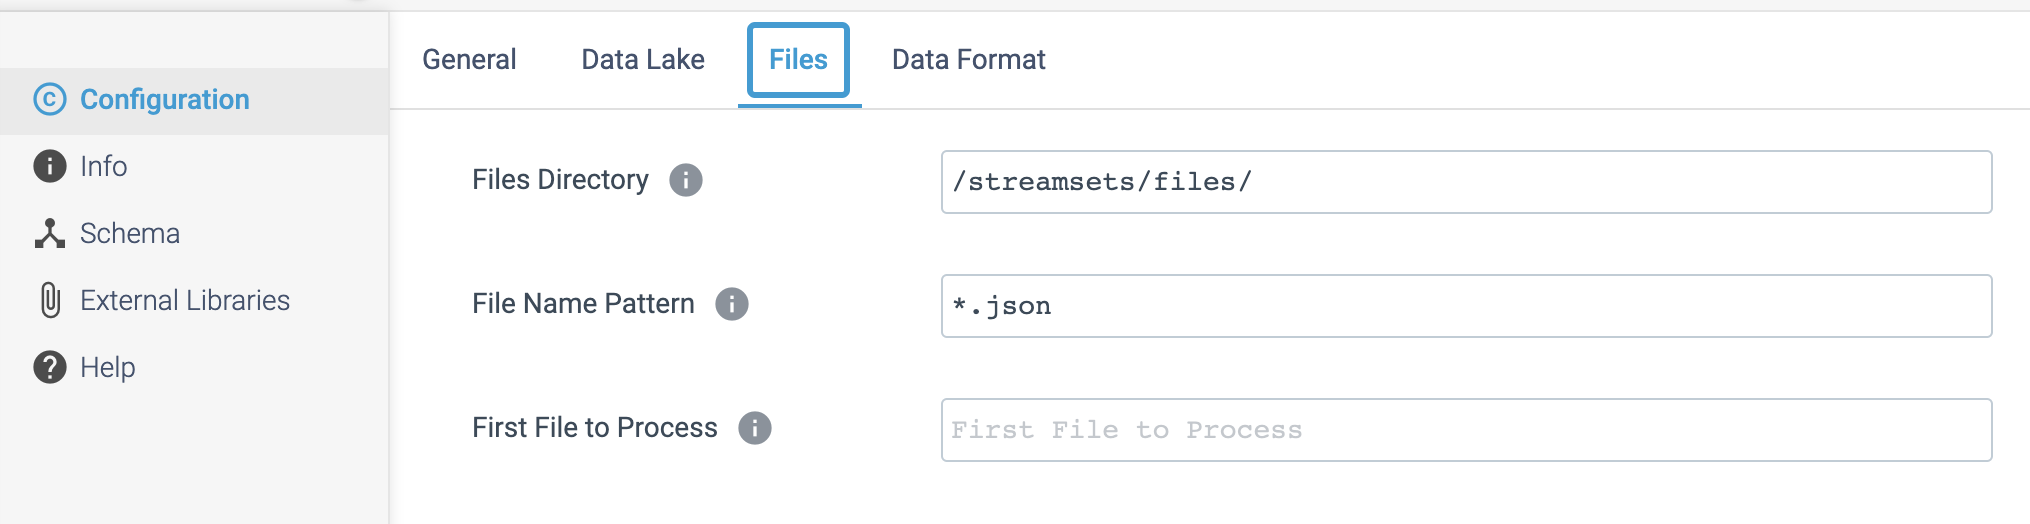 General Data Lake Files Data Format
Configuration
Info
Schema
External Libraries
Help
Files Directory /streamsets/files/
File Name Pattern *.json
First File to Process First File to Process